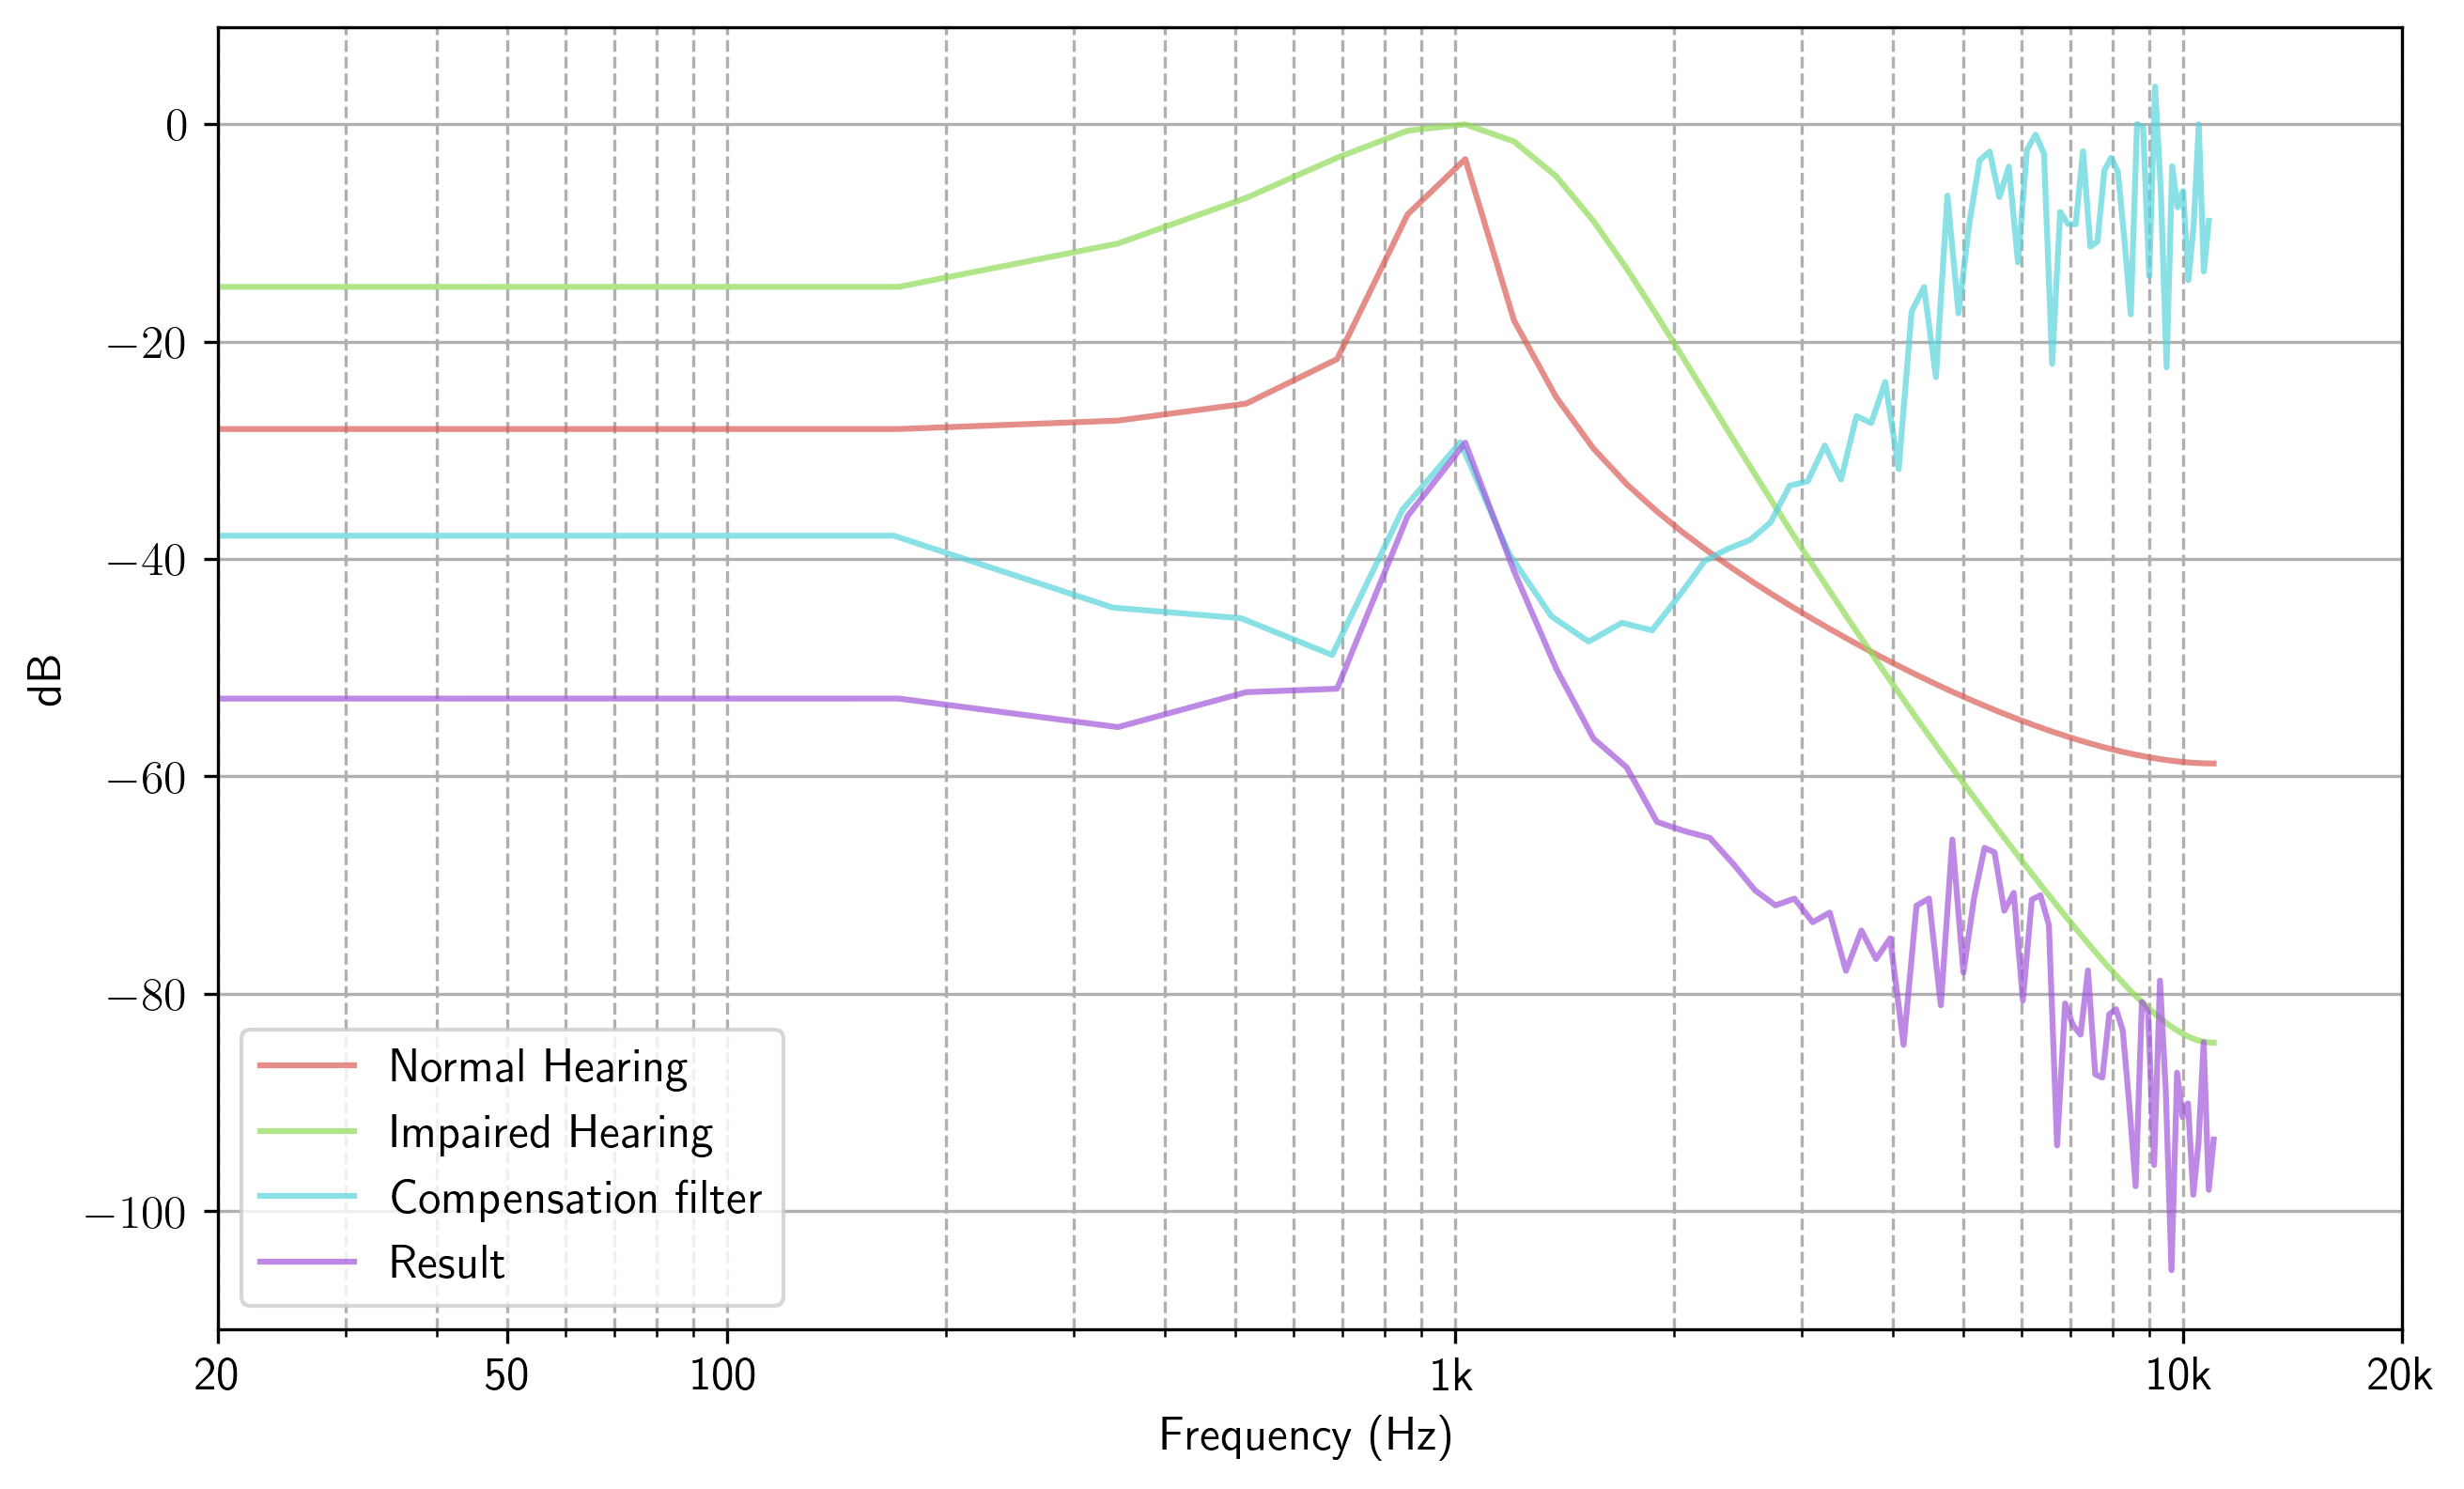 0
−20
−40
−60
−80
−100
dB
Normal Hearing
Impaired Hearing
Compensation filter
Result
20 50 100 1k 10k 20k
Frequency (Hz)